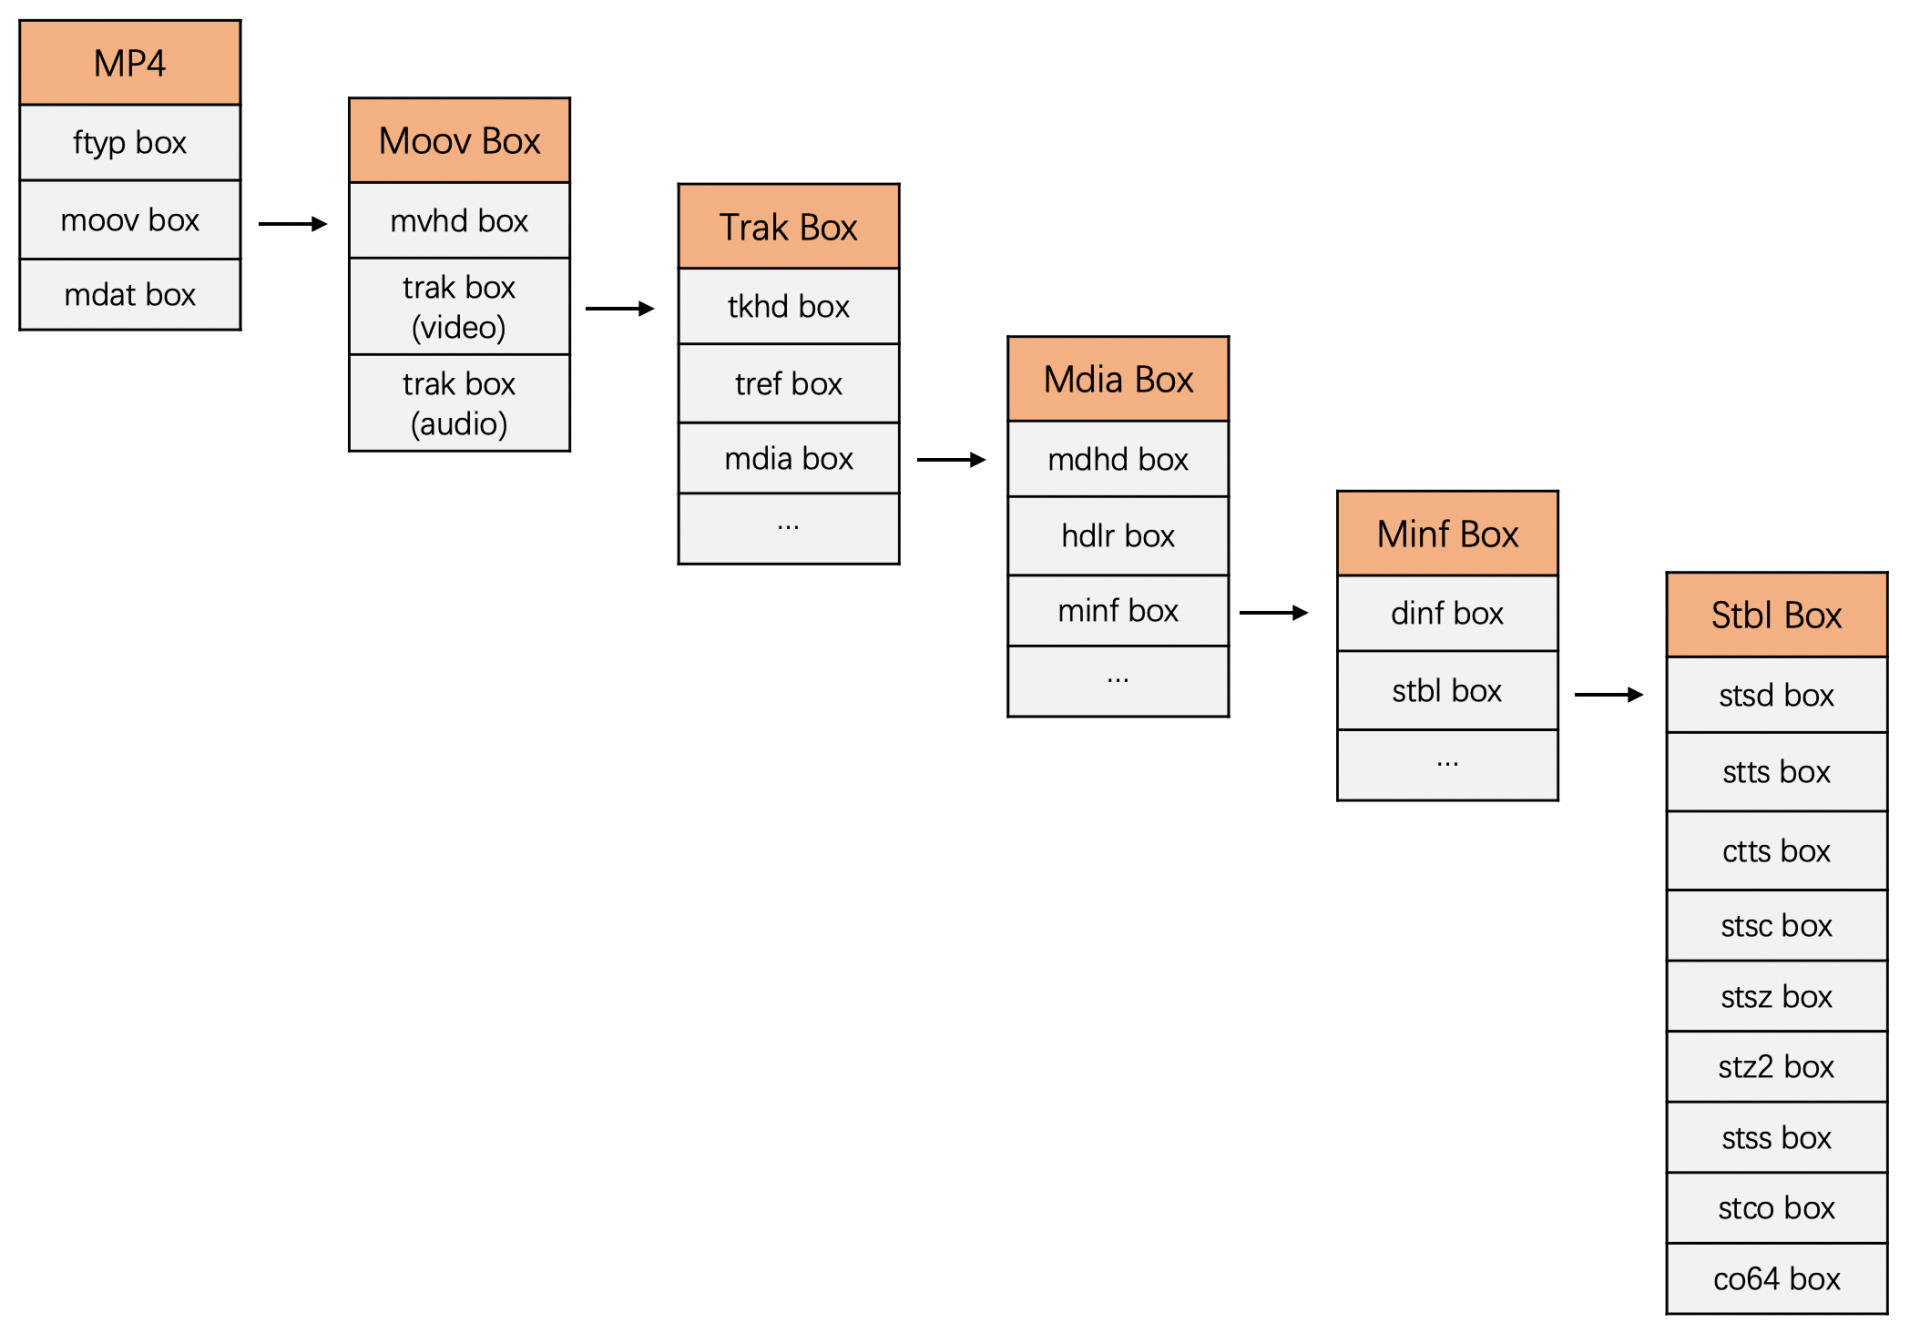 MP4
ftyp box
moov box
mdat box
Moov Box
mvhd box
trak box
(video)
trak box
(audio)
Trak Box
tkhd box
tref box
mdia box
...
Mdia Box
mdhd box
hdlr box
minf box
...
Minf Box
dinf box
stbl box
...
Stbl Box
stsd box
stts box
ctts box
stsc box
stsz box
stz2 box
stss box
stco box
co64 box